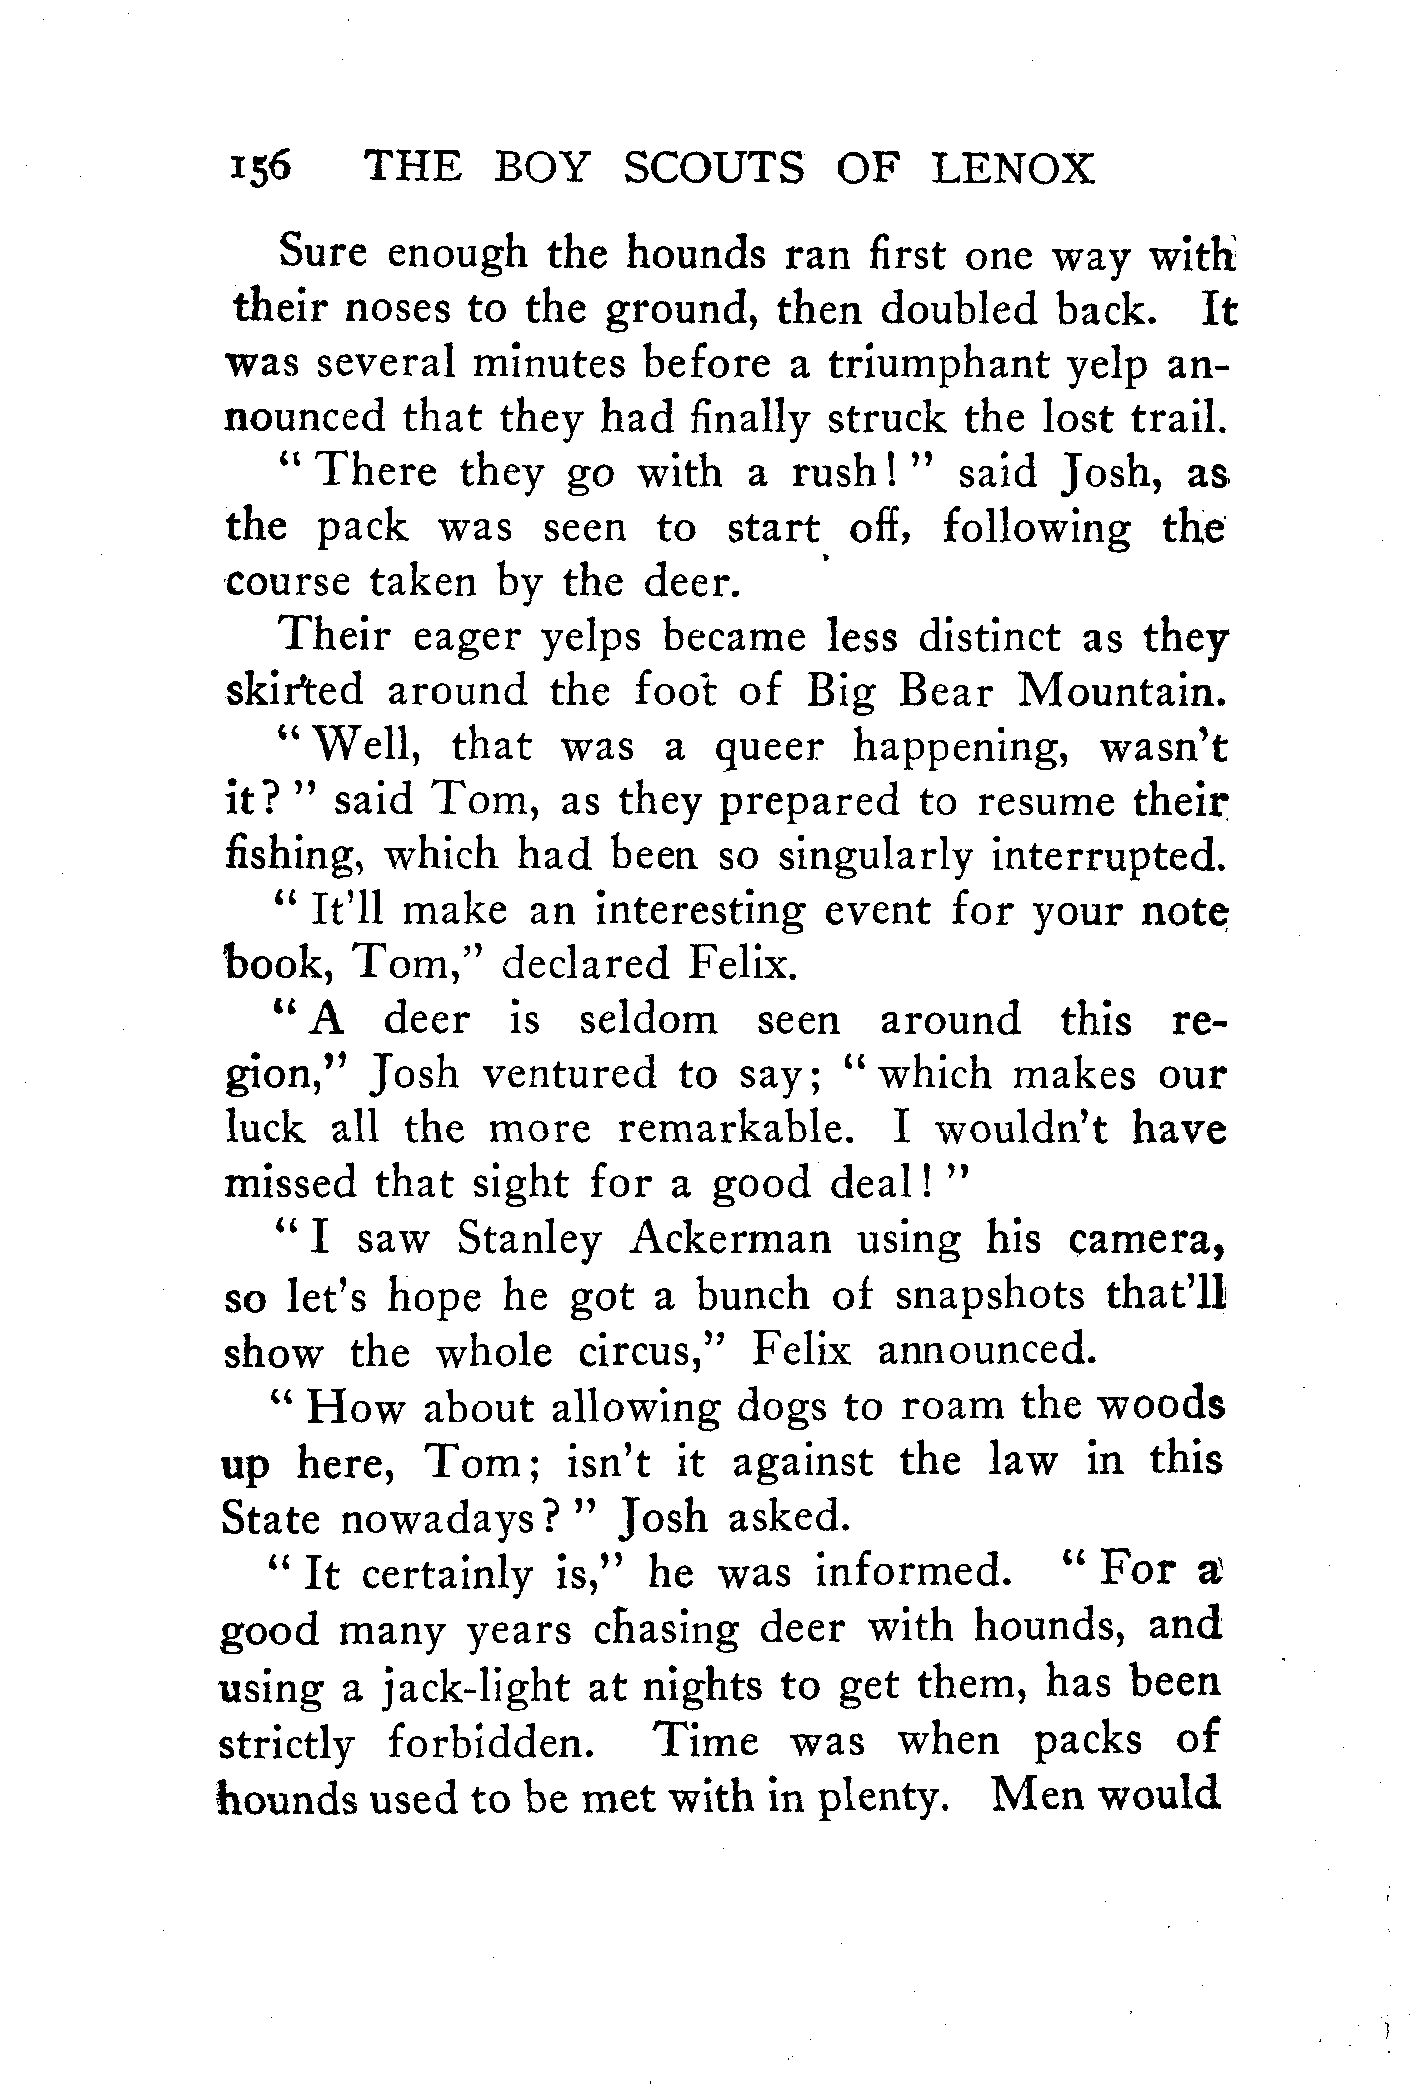 156 THE BOY SCOUTS OF LENOX
Sure enough the hounds ran first one way with
their noses to the ground, then doubled back. It
was several minutes before a triumphant yelp an-
nounced that they had finally struck the lost trail.
“ There they go with a rush! ” said Josh, as
the pack was seen to start off, following the
course taken by the deer.
Their eager yelps became less distinct as they
skirted around the foot of Big Bear Mountain.
“ Well, that was a queer happening, wasn’t
it? ” said Tom, as they prepared to resume their
fishing, which had been so singularly interrupted.
“ It’ll make an interesting event for your note
book, Tom,” declared Felix.
“ A deer is seldom seen around this re-
gion,” Josh ventured to say; “ which makes our
luck all the more remarkable. I wouldn’t have
missed that sight for a good deal! ”
“ I saw Stanley Ackerman using his camera,
so let’s hope he got a bunch of snapshots that’ll
show the whole circus,” Felix announced.
“ How about allowing dogs to roam the woods
up here, Tom; isn’t it against the law in this
State nowadays? ” Josh asked.
“ It certainly is,” he was informed. “ For a
good many years chasing deer with hounds, and
using a jack-light at nights to get them, has been
strictly forbidden. Time was when packs of
hounds used to be met with in plenty. Men would